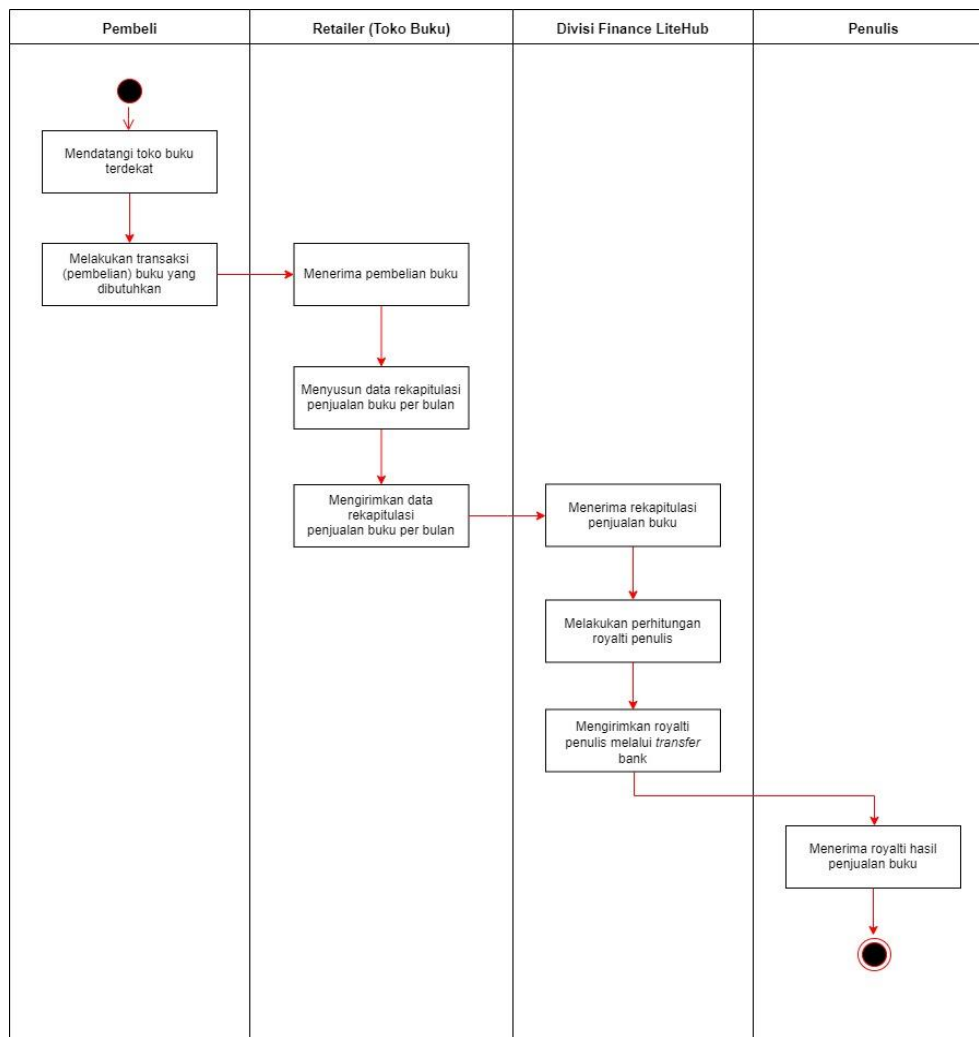 Pembeli
Retailer (Toko Buku)
Divisi Finance LiteHub
Penulis
Mendatangi toko buku
terdekat
Melakukan transaksi
(pembelian) buku yang
dibutuhkan
Menerima pembelian buku
Menyusun data rekapitulasi
penjualan buku per bulan
Mengirimkan data
rekapitulasi
penjualan buku per bulan
Menerima rekapitulasi
penjualan buku
Melakukan perhitungan
royalti penulis
Mengirimkan royalti
penulis melalui transfer
bank
Menerima royalti hasil
penjualan buku